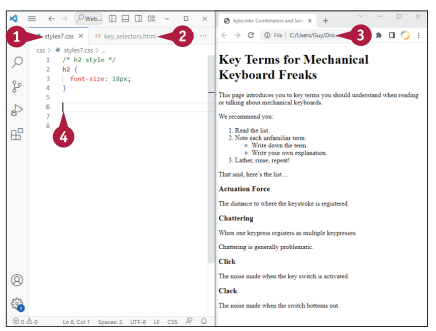 Web...
styles7.css
key_selectors.html
css > # styles7.css > ...
1 /* h2 style */
2 h2 {
3 font-size: 18px;
4 }
5
6
7
8
Ln 6, Col 1 Spaces: 2 UTF-8 LF CSS
0 0
1
2
3
4
File C:/Users/Guy/Dro...
Key Terms for Mechanical
Keyboard Freaks
This page introduces you to key terms you should understand when reading
or talking about mechanical keyboards.
We recommend you:
1. Read the list.
2. Note each unfamiliar term:
Write down the term.
Write your own explanation.
3. Lather, rinse, repeat!
That said, here's the list…
Actuation Force
The distance to where the keystroke is registered.
Chattering
When one keypress registers as multiple keypresses.
Chattering is generally problematic.
Click
The noise made when the key switch is activated.
Clack
The noise made when the switch bottoms out.